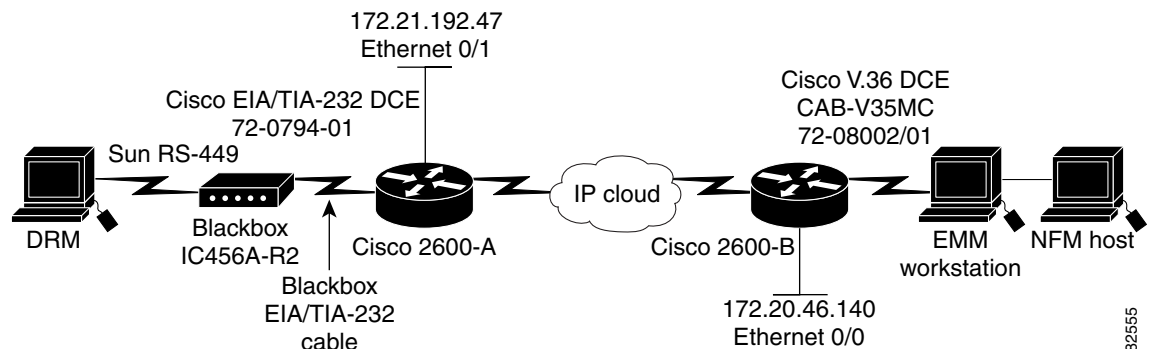 172.21.192.47
Ethernet 0/1
Cisco EIA/TIA-232 DCE
72-0794-01
Cisco V.36 DCE
CAB-V35MC
72-08002/01
Sun RS-449
IP cloud
DRM
Blackbox
IC456A-R2
Cisco 2600-A
Cisco 2600-B
EMM
workstation
NFM host
Blackbox
EIA/TIA-232
cable
172.20.46.140
Ethernet 0/0